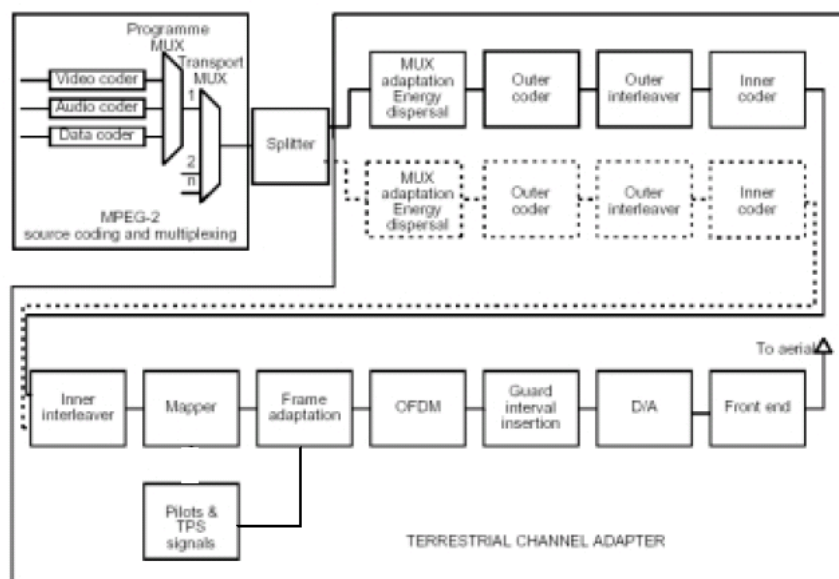 Programme
MUX
Transport
MUX
Video coder
Audio coder
Data coder
1
2
n
MPEG-2
source coding and multiplexing
Splitter
MUX
adaptation
Energy
dispersal
Outer
coder
Outer
interleaver
Inner
coder
MUX
adaptation
Energy
dispersal
Outer
coder
Outer
interleaver
Inner
coder
To aerial
Inner
interleaver
Mapper
Frame
adaptation
OFDM
Guard
interval
insertion
D/A
Front end
Pilots &
TPS
signals
TERRESTRIAL CHANNEL ADAPTER